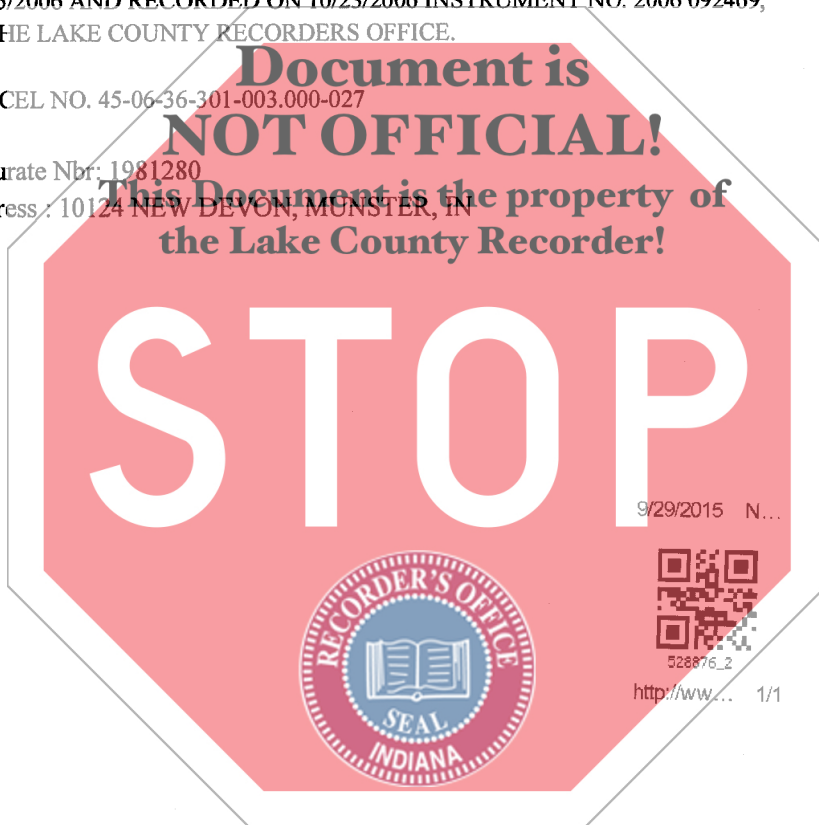 5/2006 AND RECORDED ON 10/23/2006 INSTRUMENT NO. 2006 092469,
HE LAKE COUNTY RECORDERS OFFICE.
Document is
CEL NO. 45-06-36-301-003.000-027
NOT OFFICIAL!
urate Nbr: 1981280
This Document is the property of
ress : 10124 NEW DEVON, MUNSTER, IN
the Lake County Recorder!
STOP
9/29/2015 N...
RECORDER'S OFFICE
SEAL
INDIANA
528876_2
http://ww... 1/1